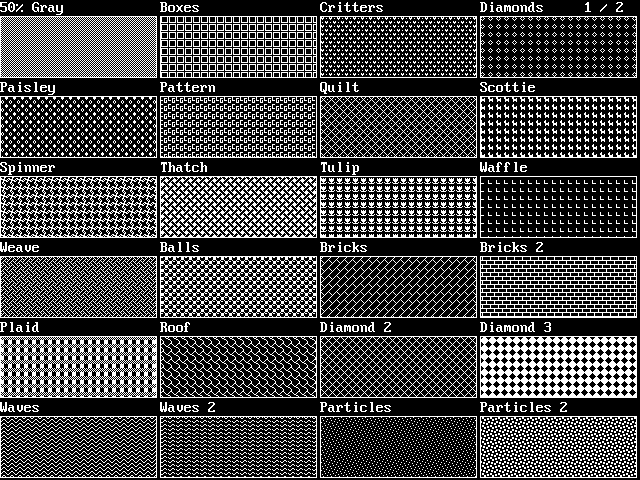 50% Gray Boxes Critters Diamonds 1 / 2
Paisley Pattern Quilt Scottie
Spinner Thatch Tulip Waffle
Weave Balls Bricks Bricks 2
Plaid Roof Diamond 2 Diamond 3
Waves Waves 2 Particles Particles 2